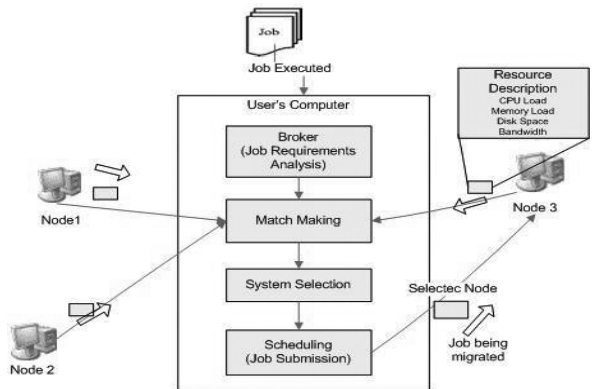 Job
Job Executed
User's Computer
Broker
(Job Requirements
Analysis)
Match Making
System Selection
Scheduling
(Job Submission)
Node1
Node 2
Resource
Description
CPU Load
Memory Load
Disk Space
Bandwidth
Node 3
Selectec Node
Job being
migrated